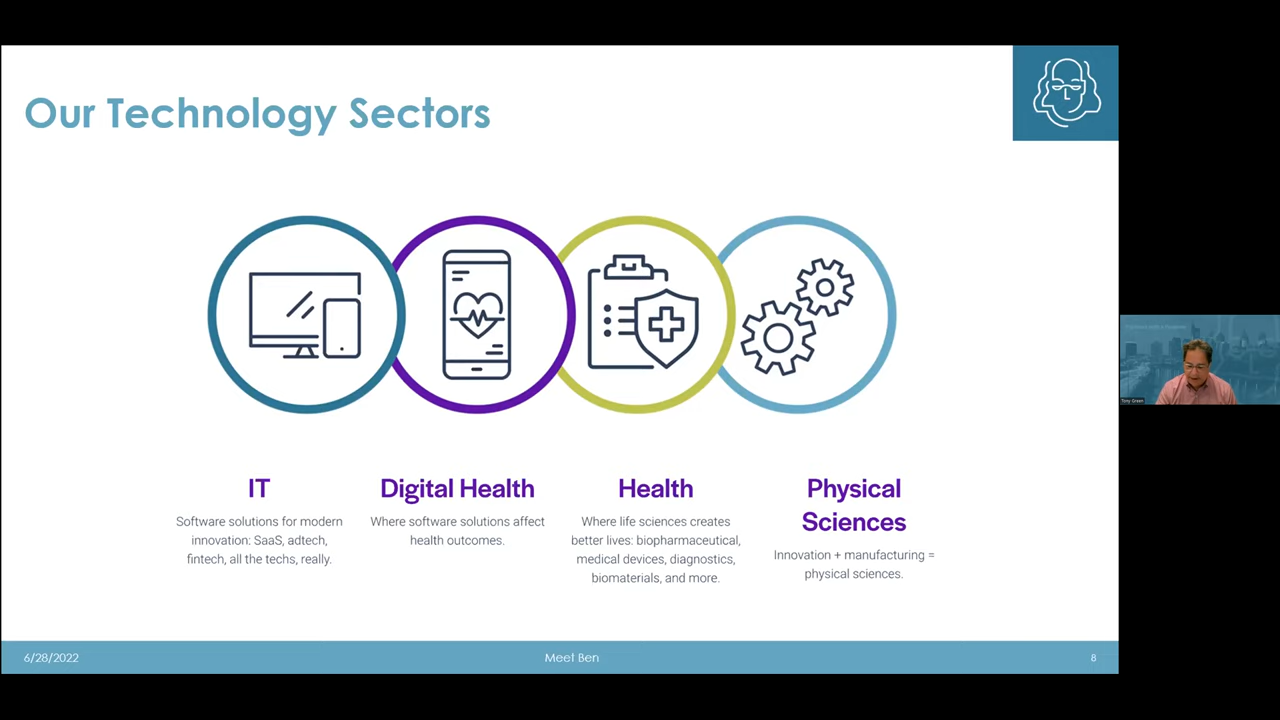 Our Technology Sectors
IT
Software solutions for modern
innovation: SaaS, adtech,
fintech, all the techs, really.
Digital Health
Where software solutions affect
health outcomes.
Health
Where life sciences creates
better lives: biopharmaceutical,
medical devices, diagnostics,
biomaterials, and more.
Physical
Sciences
Innovation + manufacturing =
physical sciences.
6/28/2022
Meet Ben
8
Tony Green